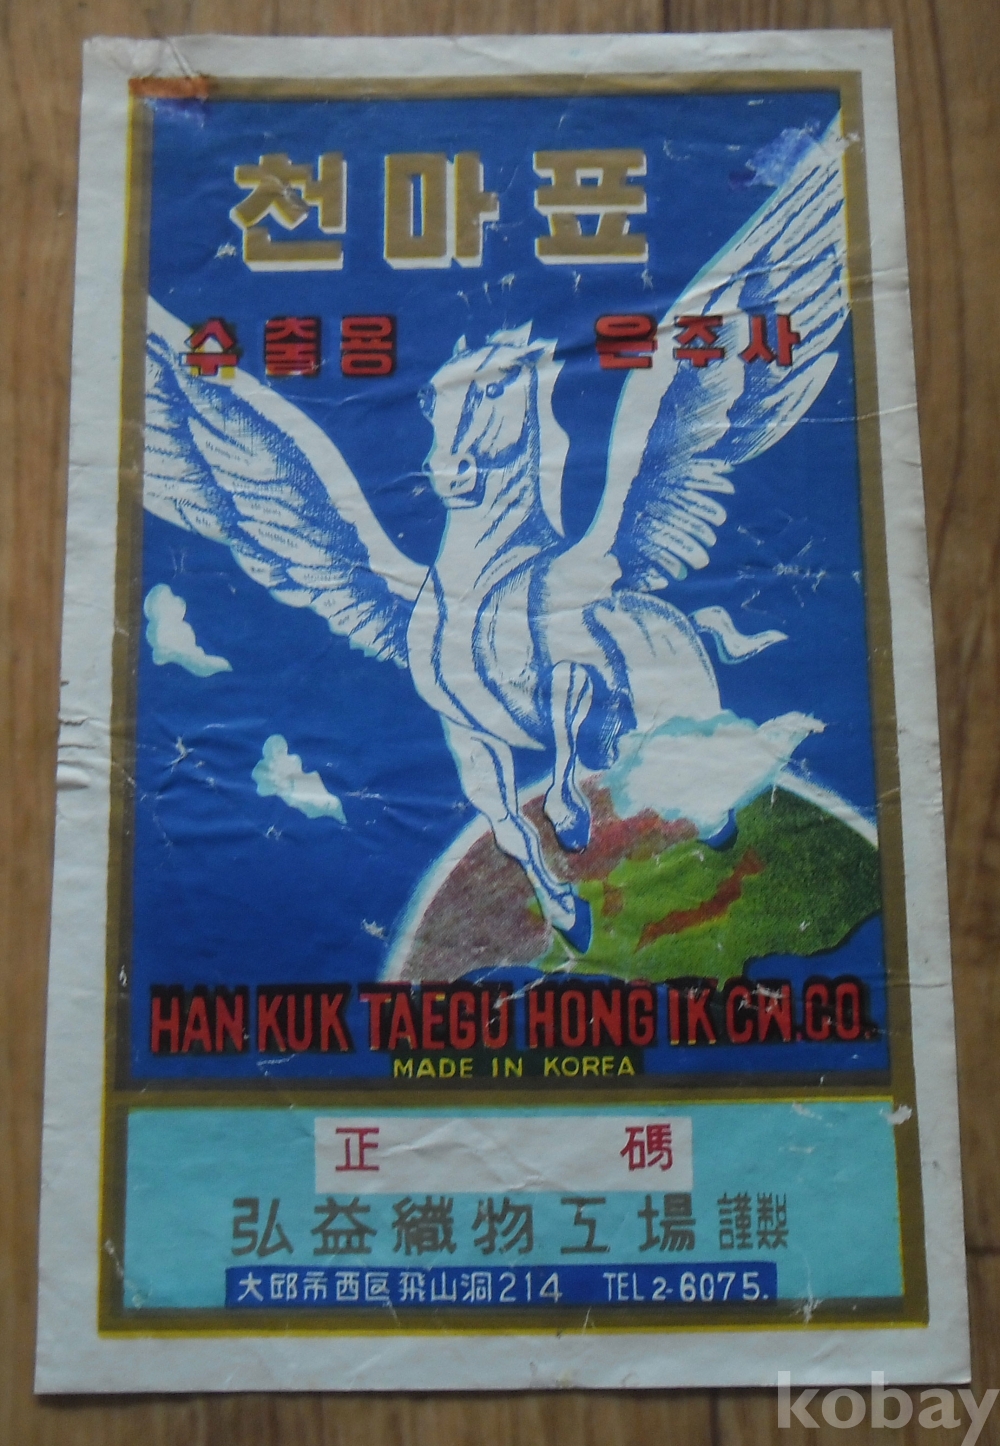 천마표
수출용 은주사
HAN KUK TAEGU HONG IK CW.CO.
MADE IN KOREA
正 碼
弘益織物工場 謹製
大邱市西区飛山洞214 TEL 2-6075.
kobay